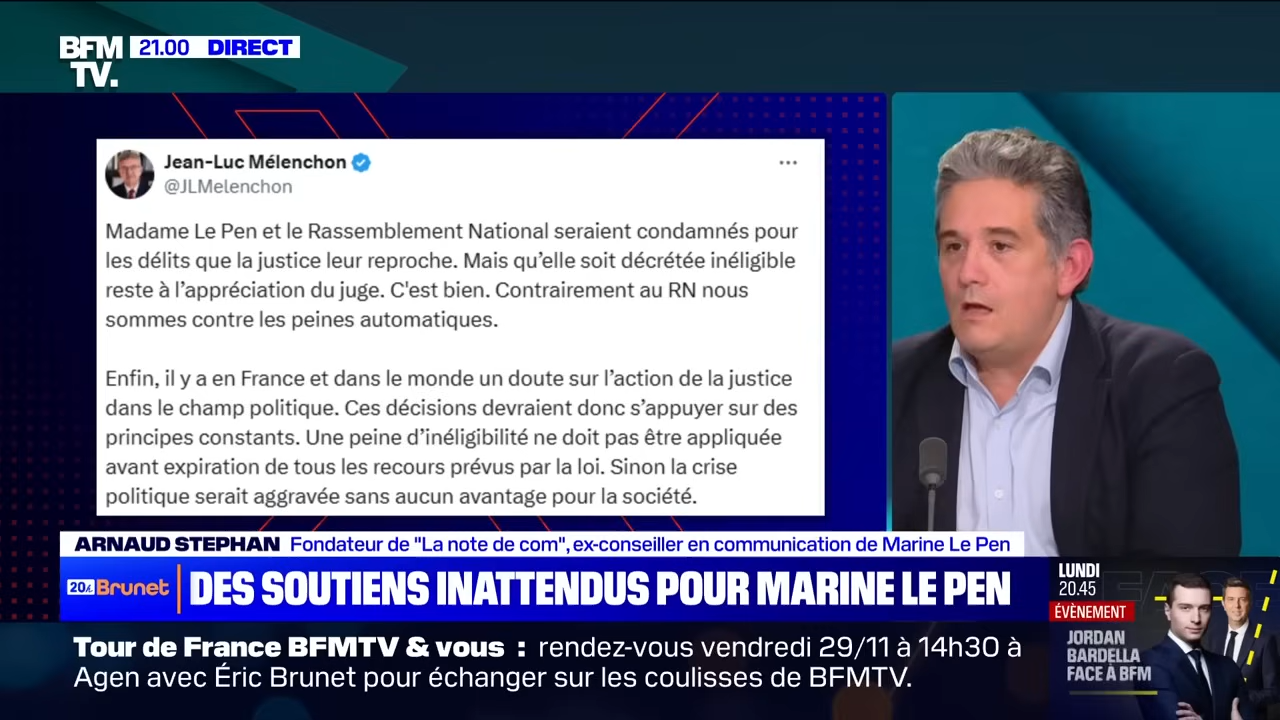 BFM
TV.
21.00 DIRECT
Jean-Luc Mélenchon
@JLMelenchon
Madame Le Pen et le Rassemblement National seraient condamnés pour
les délits que la justice leur reproche. Mais qu’elle soit décrétée inéligible
reste à l’appréciation du juge. C'est bien. Contrairement au RN nous
sommes contre les peines automatiques.
Enfin, il y a en France et dans le monde un doute sur l’action de la justice
dans le champ politique. Ces décisions devraient donc s’appuyer sur des
principes constants. Une peine d’inéligibilité ne doit pas être appliquée
avant expiration de tous les recours prévus par la loi. Sinon la crise
politique serait aggravée sans aucun avantage pour la société.
ARNAUD STEPHAN Fondateur de "La note de com", ex-conseiller en communication de Marine Le Pen
Brunet DES SOUTIENS INATTENDUS POUR MARINE LE PEN
LUNDI
20.45
ÉVÈNEMENT
JORDAN
BARDELLA
FACE À BFM
Tour de France BFMTV & vous : rendez-vous vendredi 29/11 à 14h30 à
Agen avec Éric Brunet pour échanger sur les coulisses de BFMTV.